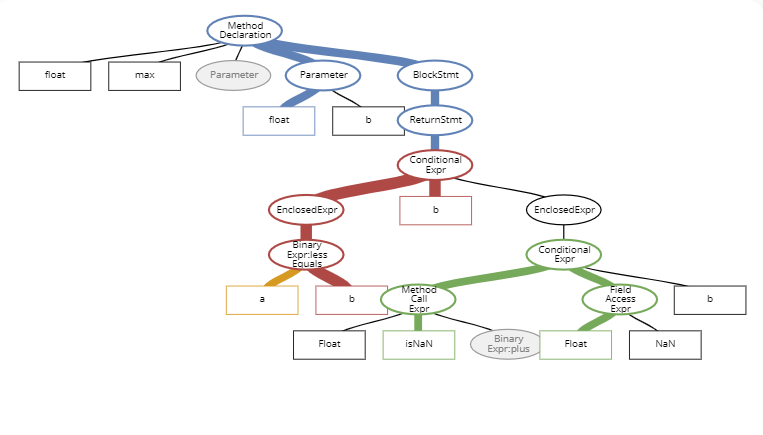 Method
Declaration
float
max
Parameter
Parameter
BlockStmt
float
b
ReturnStmt
Conditional
Expr
EnclosedExpr
b
EnclosedExpr
Binary
Expr:less
Equals
Conditional
Expr
a
b
Method
Call
Expr
Field
Access
Expr
b
Float
isNaN
Binary
Expr:plus
Float
NaN